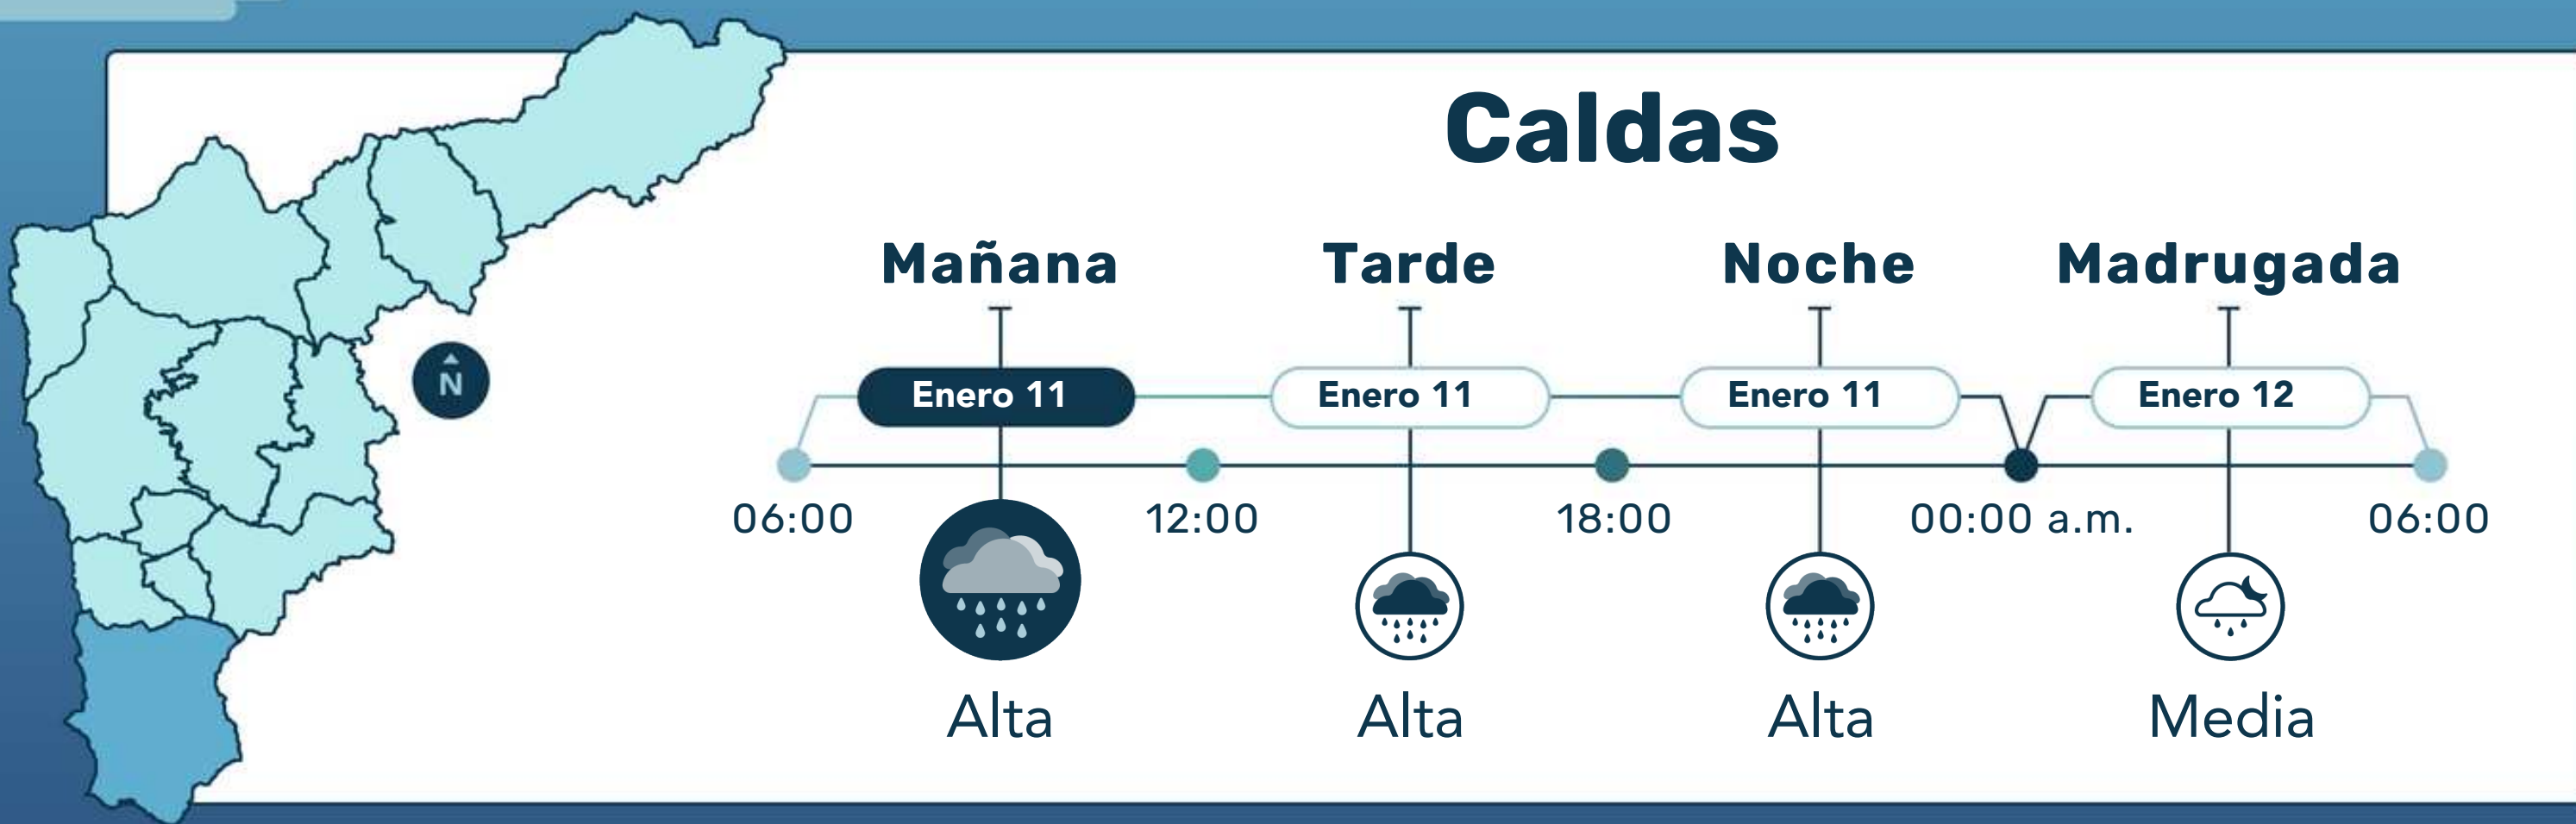 Caldas
Mañana Tarde Noche Madrugada
N
Enero 11 Enero 11 Enero 11 Enero 12
06:00 12:00 18:00 00:00 a.m. 06:00
Alta Alta Alta Media